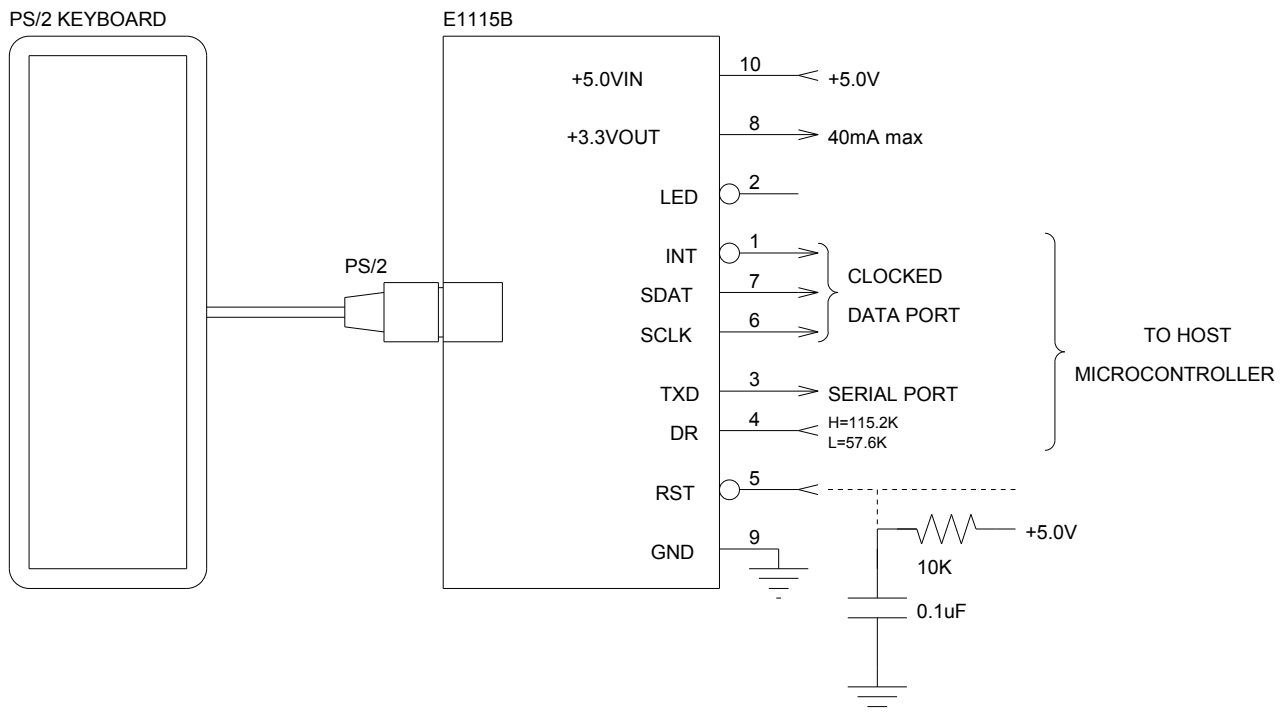 PS/2 KEYBOARD
E1115B
+5.0VIN
10
+5.0V
+3.3VOUT
8
40mA max
LED
2
INT
1
PS/2
SDAT
7
SCLK
6
CLOCKED
DATA PORT
TO HOST
MICROCONTROLLER
TXD
3
SERIAL PORT
DR
4
H=115.2K
L=57.6K
RST
5
GND
9
+5.0V
10K
0.1uF